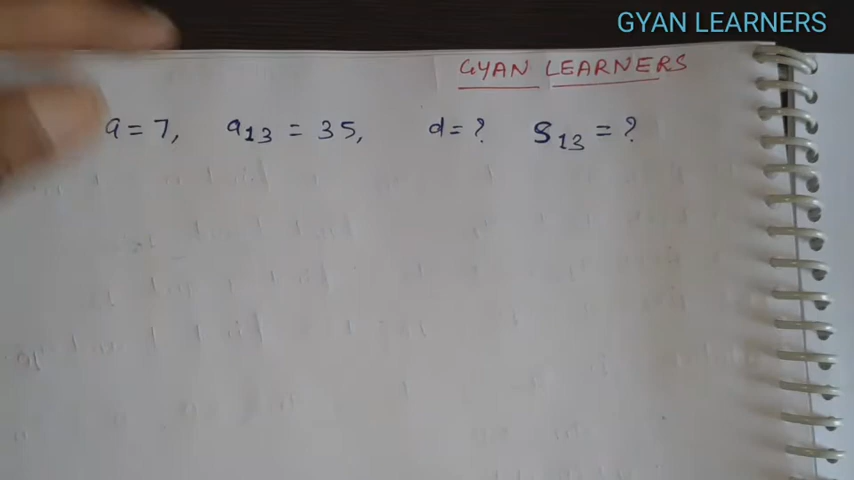 GYAN LEARNERS
GYAN LEARNERS
a = 7, a₁₃ = 35, d = ? S₁₃ = ?